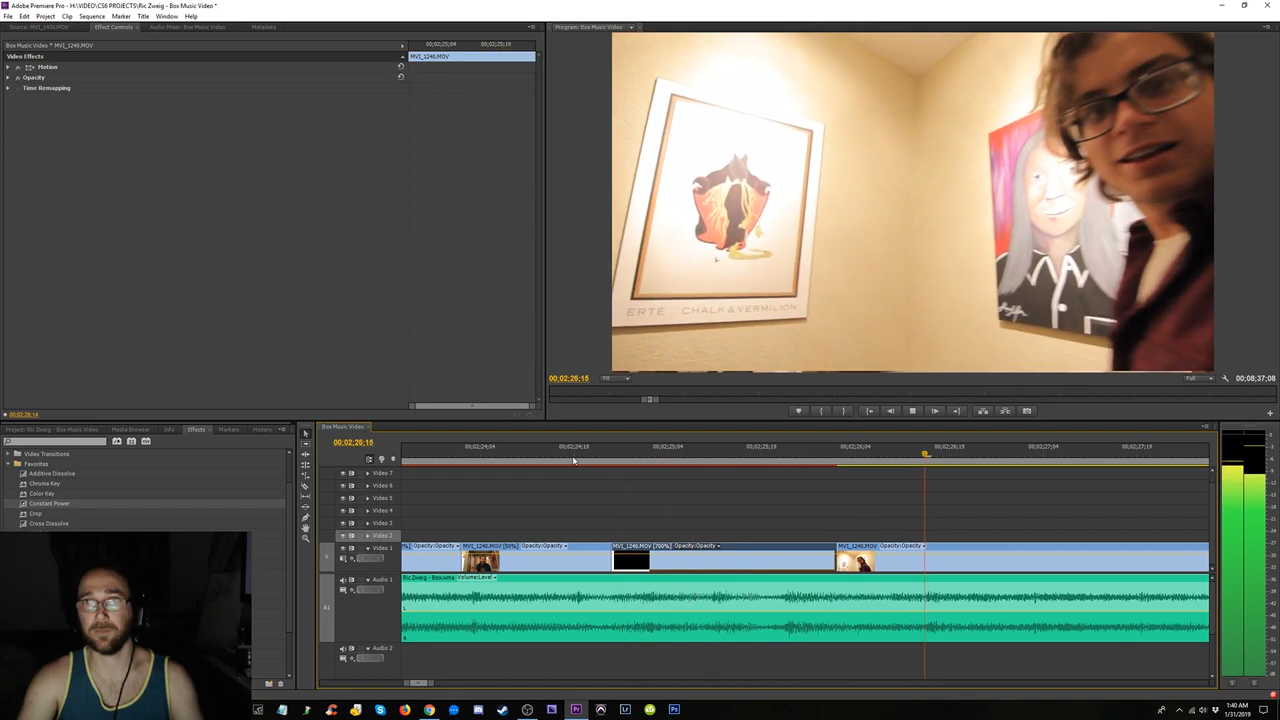 Adobe Premiere Pro - H:\VIDEO\CS6 PROJECTS\Ric Zweig - Box Music Video *
File Edit Project Clip Sequence Marker Title Window Help
Source: MVI_1433.MOV Effect Controls Audio Mixer: Box Music Video Metadata
Program: Box Music Video
Box Music Video * MVI_1240.MOV
00;02;25;04 00;02;25;19
Video Effects
MVI_1240.MOV
Motion
Opacity
Time Remapping
ERTE CHALK & VERMILION
00;02;26;15
Fit
Full
00;08;37;08
00;02;26;14
Project: Ric Zweig - Box Music Video Media Browser Info Effects Markers History
Box Music Video
00;02;26;15
00;02;24;04 00;02;24;19 00;02;25;04 00;02;25;19 00;02;26;04 00;02;26;19 00;02;27;04 00;02;27;19
Video Transitions
Favorites
Additive Dissolve
Chroma Key
Color Key
Constant Power
Crop
Cross Dissolve
Video 7
Video 6
Video 5
Video 4
Video 3
Video 2
V Video 1
Opacity:Opacity MVI_1240.MOV [50%] Opacity:Opacity MVI_1240.MOV [700%] Opacity:Opacity MVI_1240.MOV Opacity:Opacity
A1 Audio 1
Ric Zweig - Box.wma Volume:Level
L
R
Audio 2
S S
1:40 AM
1/31/2019